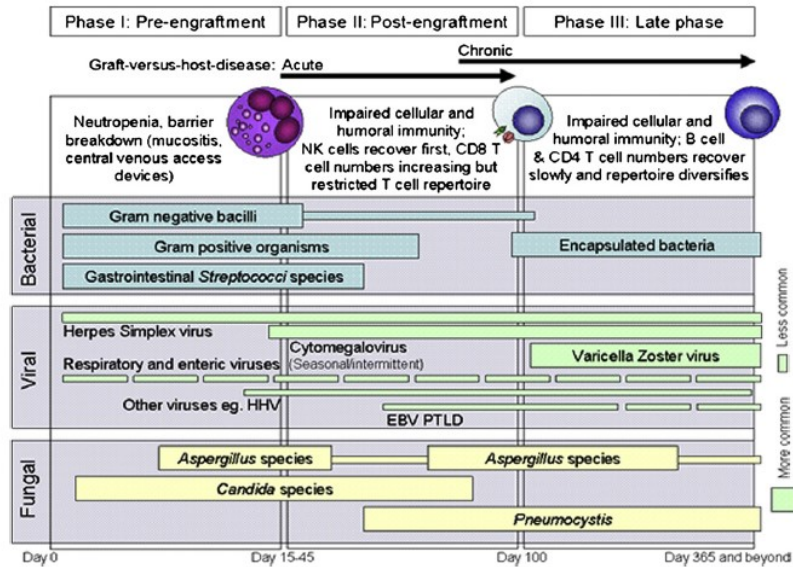 Phase I: Pre-engraftment
Phase II: Post-engraftment
Phase III: Late phase
Chronic
Graft-versus-host-disease: Acute
Neutropenia, barrier
breakdown (mucositis,
central venous access
devices)
Impaired cellular and
humoral immunity;
NK cells recover first, CD8 T
cell numbers increasing but
restricted T cell repertoire
Impaired cellular and
humoral immunity; B cell
& CD4 T cell numbers recover
slowly and repertoire diversifies
Bacterial
Gram negative bacilli
Gram positive organisms
Encapsulated bacteria
Gastrointestinal Streptococci species
Viral
Herpes Simplex virus
Cytomegalovirus
(Seasonal/intermittent)
Varicella Zoster virus
Respiratory and enteric viruses
Other viruses eg. HHV
EBV PTLD
Less common
More common
Fungal
Aspergillus species
Aspergillus species
Candida species
Pneumocystis
Day 0
Day 15-45
Day 100
Day 365 and beyond